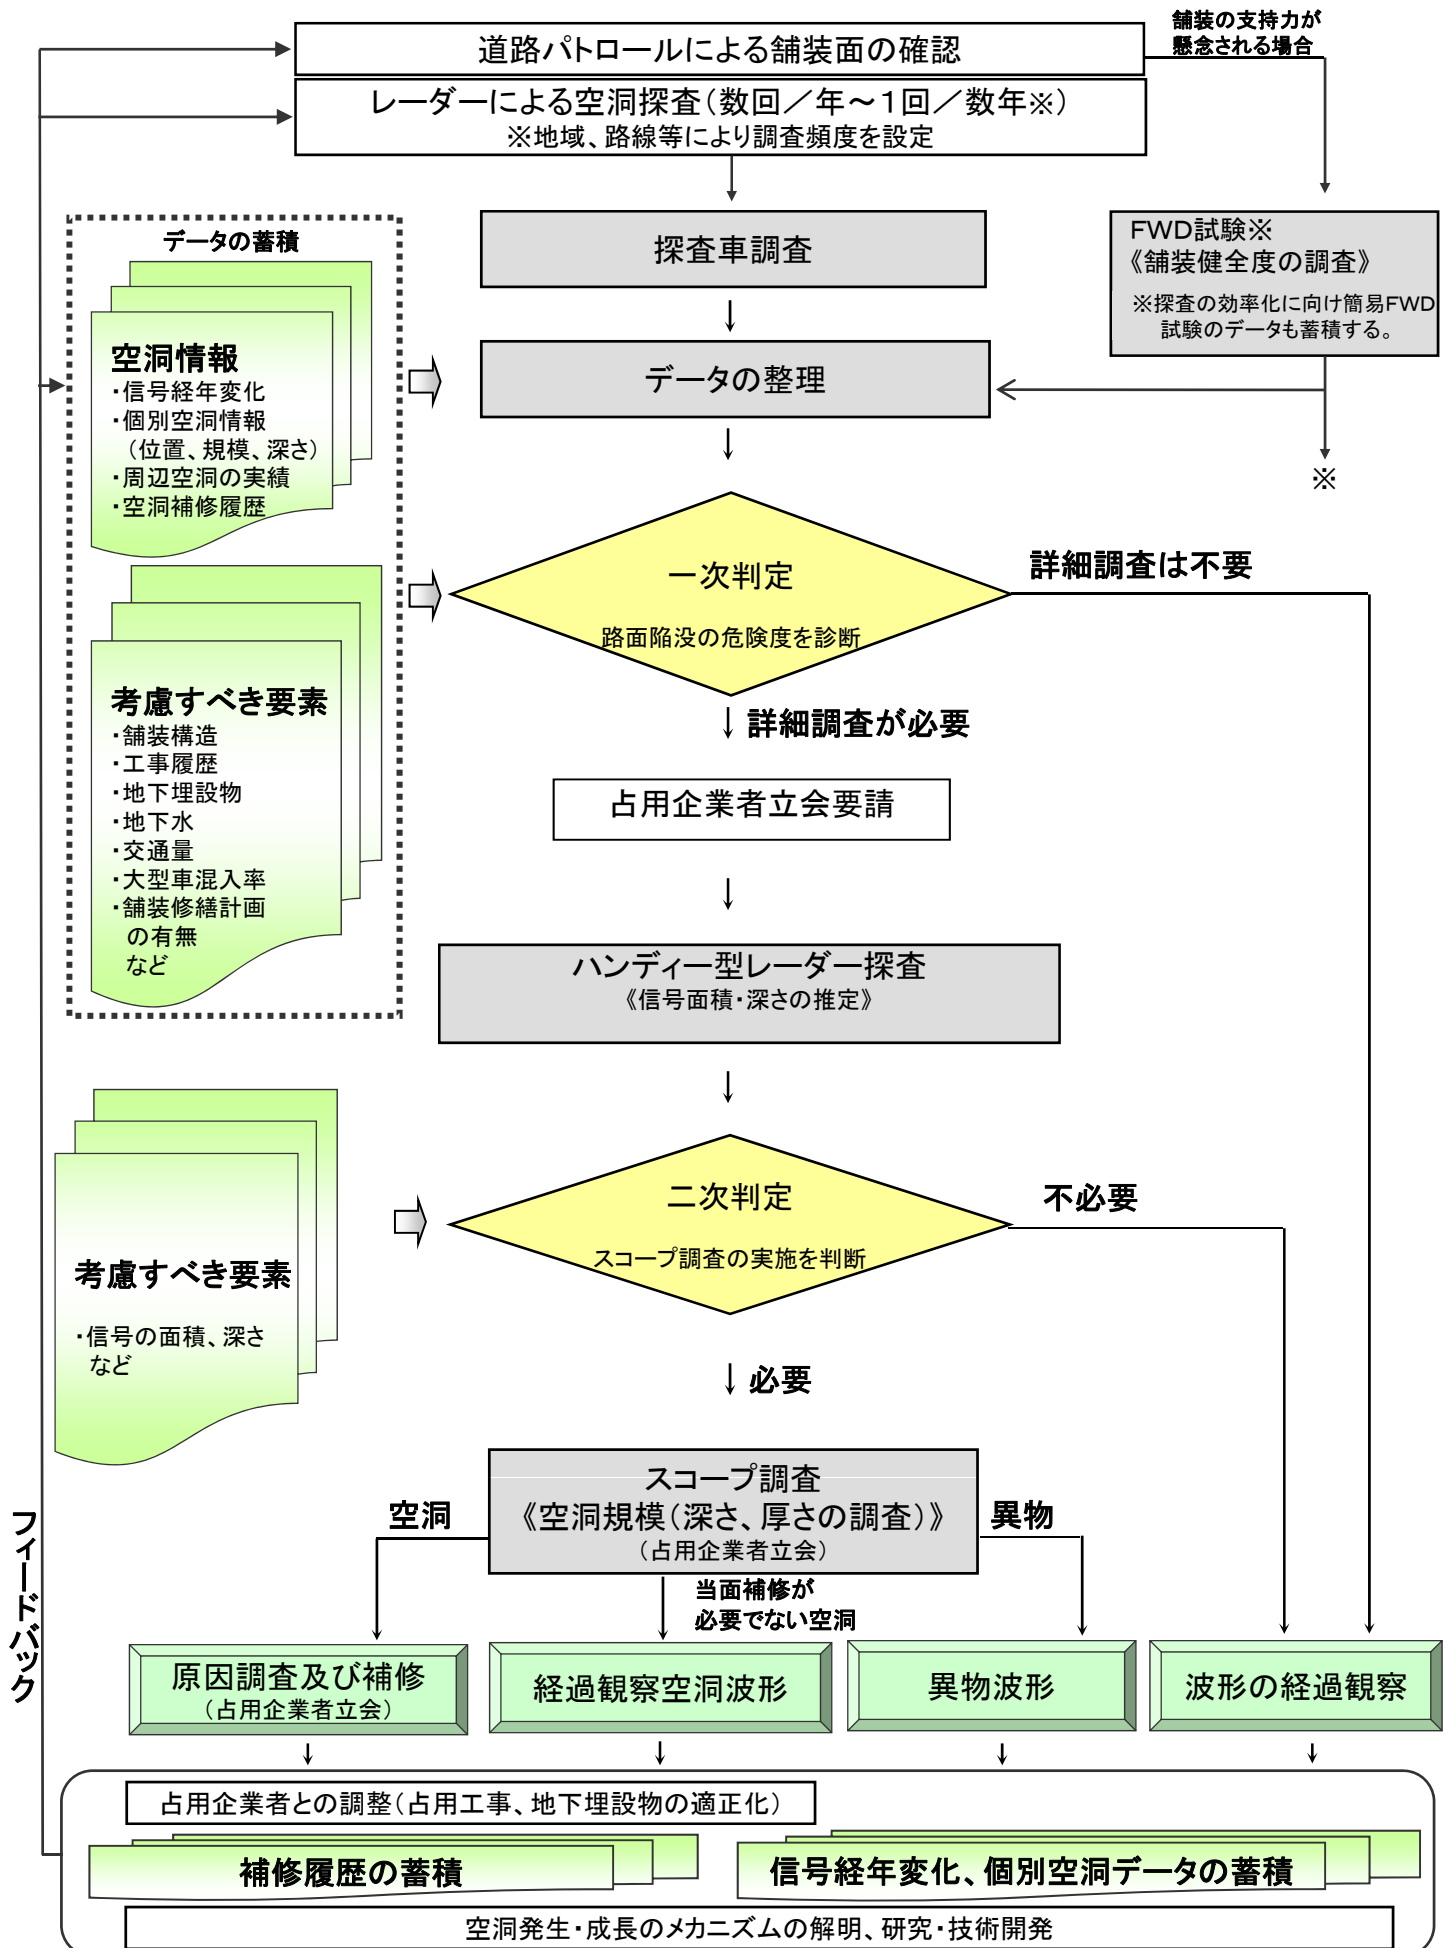 舗装の支持力が
懸念される場合
道路パトロールによる舗装面の確認
レーダーによる空洞探査(数回／年～1回／数年※)
※地域、路線等により調査頻度を設定
データの蓄積
空洞情報
・信号経年変化
・個別空洞情報
(位置、規模、深さ)
・周辺空洞の実績
・空洞補修履歴
探査車調査
FWD試験※
《舗装健全度の調査》
※探査の効率化に向け簡易FWD
試験のデータも蓄積する。
データの整理
※
一次判定
路面陥没の危険度を診断
詳細調査は不要
考慮すべき要素
・舗装構造
・工事履歴
・地下埋設物
・地下水
・交通量
・大型車混入率
・舗装修繕計画
の有無
など
詳細調査が必要
占用企業者立会要請
ハンディー型レーダー探査
《信号面積・深さの推定》
二次判定
スコープ調査の実施を判断
不必要
考慮すべき要素
・信号の面積、深さ
など
必要
スコープ調査
《空洞規模(深さ、厚さの調査)》
(占用企業者立会)
空洞
異物
当面補修が
必要でない空洞
原因調査及び補修
(占用企業者立会)
経過観察空洞波形
異物波形
波形の経過観察
フィードバック
占用企業者との調整(占用工事、地下埋設物の適正化)
補修履歴の蓄積
信号経年変化、個別空洞データの蓄積
空洞発生・成長のメカニズムの解明、研究・技術開発